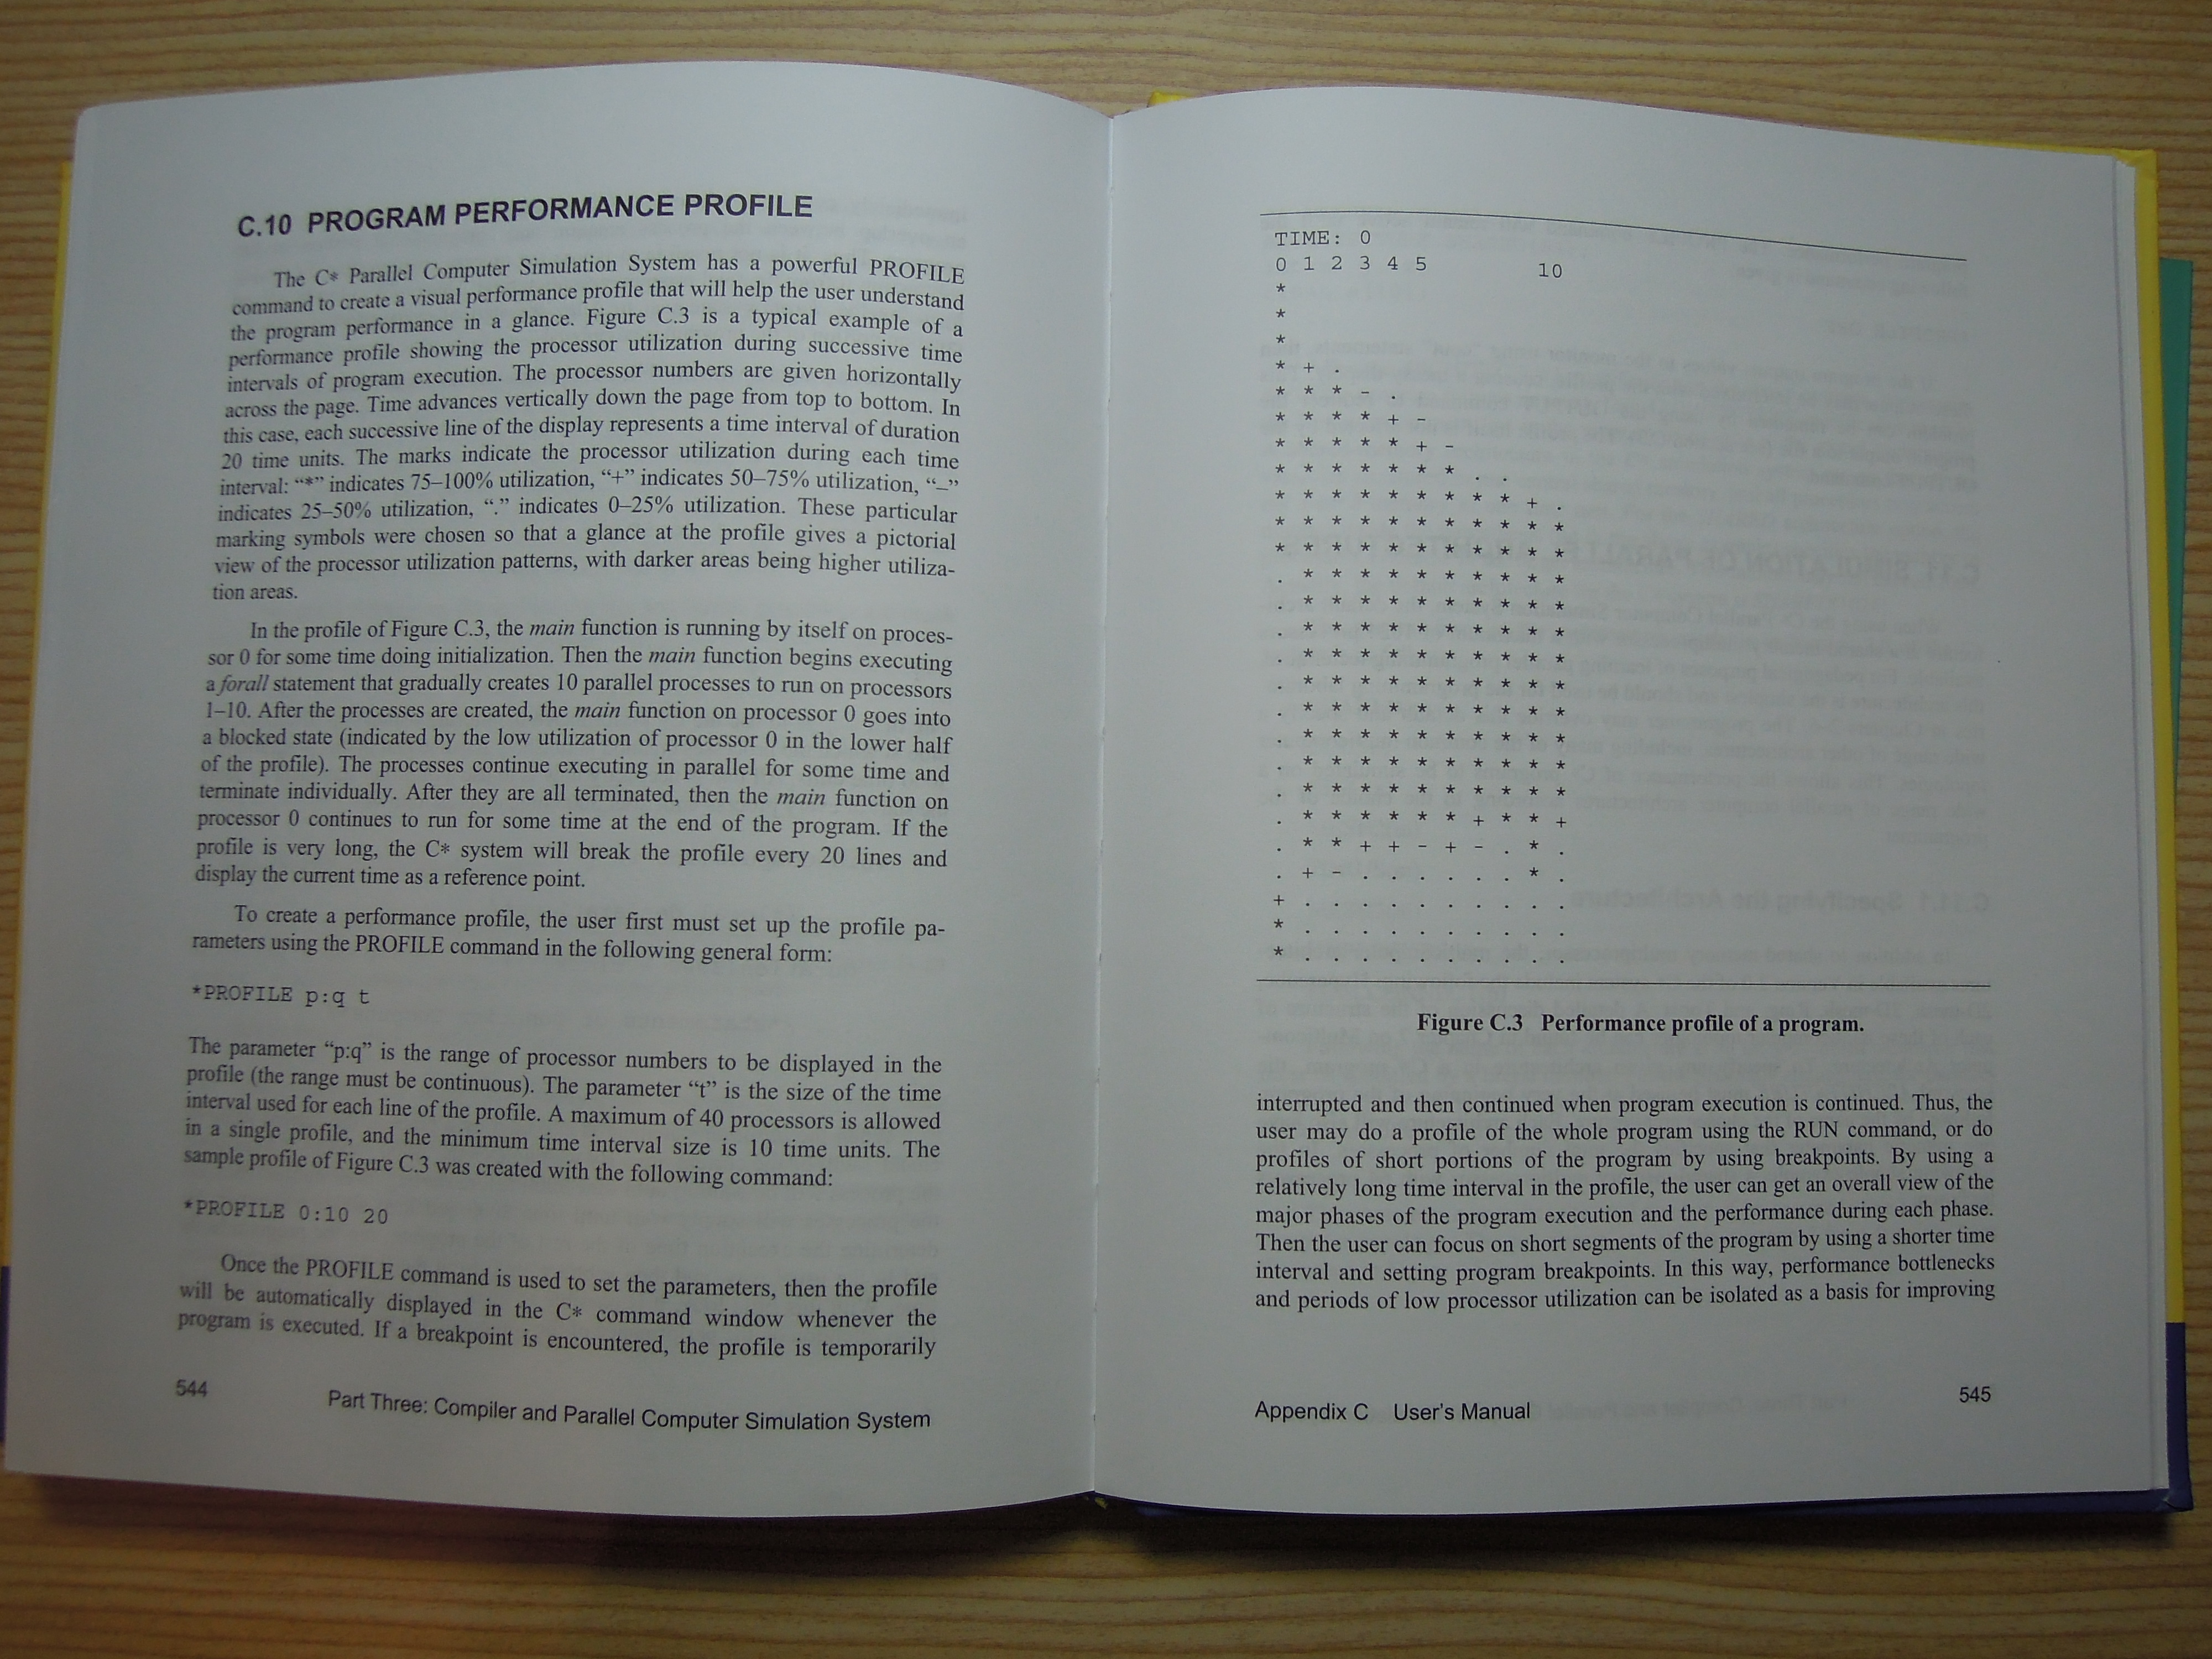 C.10 PROGRAM PERFORMANCE PROFILE
The C* Parallel Computer Simulation System has a powerful PROFILE
command to create a visual performance profile that will help the user understand
the program performance in a glance. Figure C.3 is a typical example of a
performance profile showing the processor utilization during successive time
intervals of program execution. The processor numbers are given horizontally
across the page. Time advances vertically down the page from top to bottom. In
this case, each successive line of the display represents a time interval of duration
20 time units. The marks indicate the processor utilization during each time
interval: “*” indicates 75–100% utilization, “+” indicates 50–75% utilization, “–”
indicates 25–50% utilization, “.” indicates 0–25% utilization. These particular
marking symbols were chosen so that a glance at the profile gives a pictorial
view of the processor utilization patterns, with darker areas being higher utiliza-
tion areas.
In the profile of Figure C.3, the main function is running by itself on proces-
sor 0 for some time doing initialization. Then the main function begins executing
a forall statement that gradually creates 10 parallel processes to run on processors
1–10. After the processes are created, the main function on processor 0 goes into
a blocked state (indicated by the low utilization of processor 0 in the lower half
of the profile). The processes continue executing in parallel for some time and
terminate individually. After they are all terminated, then the main function on
processor 0 continues to run for some time at the end of the program. If the
profile is very long, the C* system will break the profile every 20 lines and
display the current time as a reference point.
To create a performance profile, the user first must set up the profile pa-
rameters using the PROFILE command in the following general form:
*PROFILE p:q t
The parameter “p:q” is the range of processor numbers to be displayed in the
profile (the range must be continuous). The parameter “t” is the size of the time
interval used for each line of the profile. A maximum of 40 processors is allowed
in a single profile, and the minimum time interval size is 10 time units. The
sample profile of Figure C.3 was created with the following command:
*PROFILE 0:10 20
Once the PROFILE command is used to set the parameters, then the profile
will be automatically displayed in the C* command window whenever the
program is executed. If a breakpoint is encountered, the profile is temporarily
544 Part Three: Compiler and Parallel Computer Simulation System
TIME: 0
0 1 2 3 4 5 10
*
*
*
* + .
* * * - .
* * * * + -
* * * * * + -
* * * * * * * . .
* * * * * * * * * + .
* * * * * * * * * * *
* * * * * * * * * * *
. * * * * * * * * * *
. * * * * * * * * * *
. * * * * * * * * * *
. * * * * * * * * * *
. * * * * * * * * * *
. * * * * * * * * * *
. * * * * * * * * * *
. * * * * * * * * * *
. * * * * * * * * * *
. * * * * * * + * * +
. * * + + - + - . * .
. + - . . . . . . * .
+ . . . . . . . . . .
* . . . . . . . . . .
* . . . . . . . . . .
Figure C.3 Performance profile of a program.
interrupted and then continued when program execution is continued. Thus, the
user may do a profile of the whole program using the RUN command, or do
profiles of short portions of the program by using breakpoints. By using a
relatively long time interval in the profile, the user can get an overall view of the
major phases of the program execution and the performance during each phase.
Then the user can focus on short segments of the program by using a shorter time
interval and setting program breakpoints. In this way, performance bottlenecks
and periods of low processor utilization can be isolated as a basis for improving
Appendix C User’s Manual 545